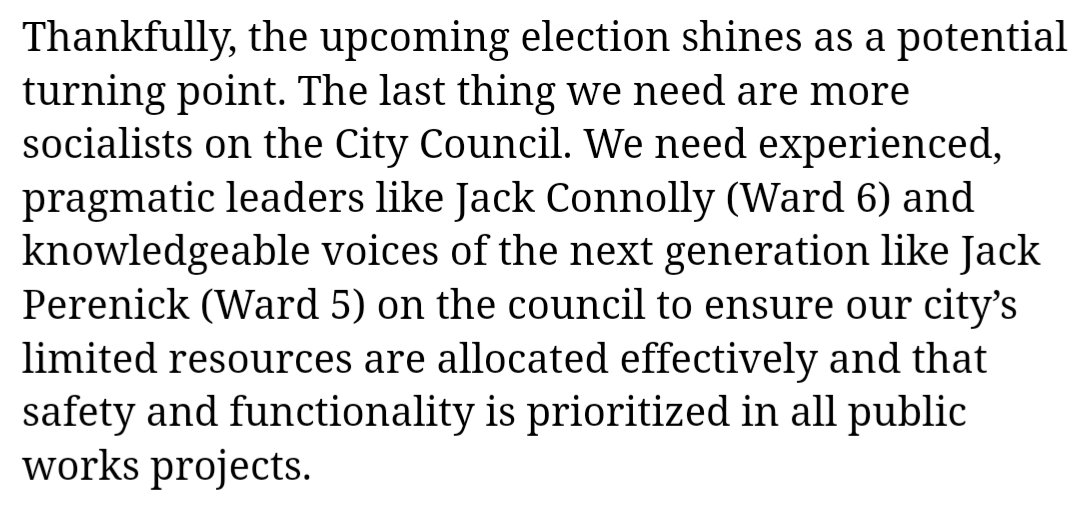 Thankfully, the upcoming election shines as a potential
turning point. The last thing we need are more
socialists on the City Council. We need experienced,
pragmatic leaders like Jack Connolly (Ward 6) and
knowledgeable voices of the next generation like Jack
Perenick (Ward 5) on the council to ensure our city’s
limited resources are allocated effectively and that
safety and functionality is prioritized in all public
works projects.